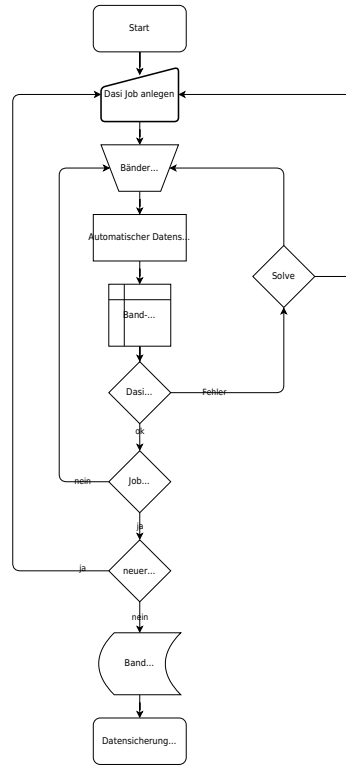 Start
Dasi Job anlegen
Bänder...
Automatischer Datens...
Solve
Band-...
Dasi...
Fehler
ok
nein
Job...
ja
ja
neuer...
nein
Band...
Datensicherung...